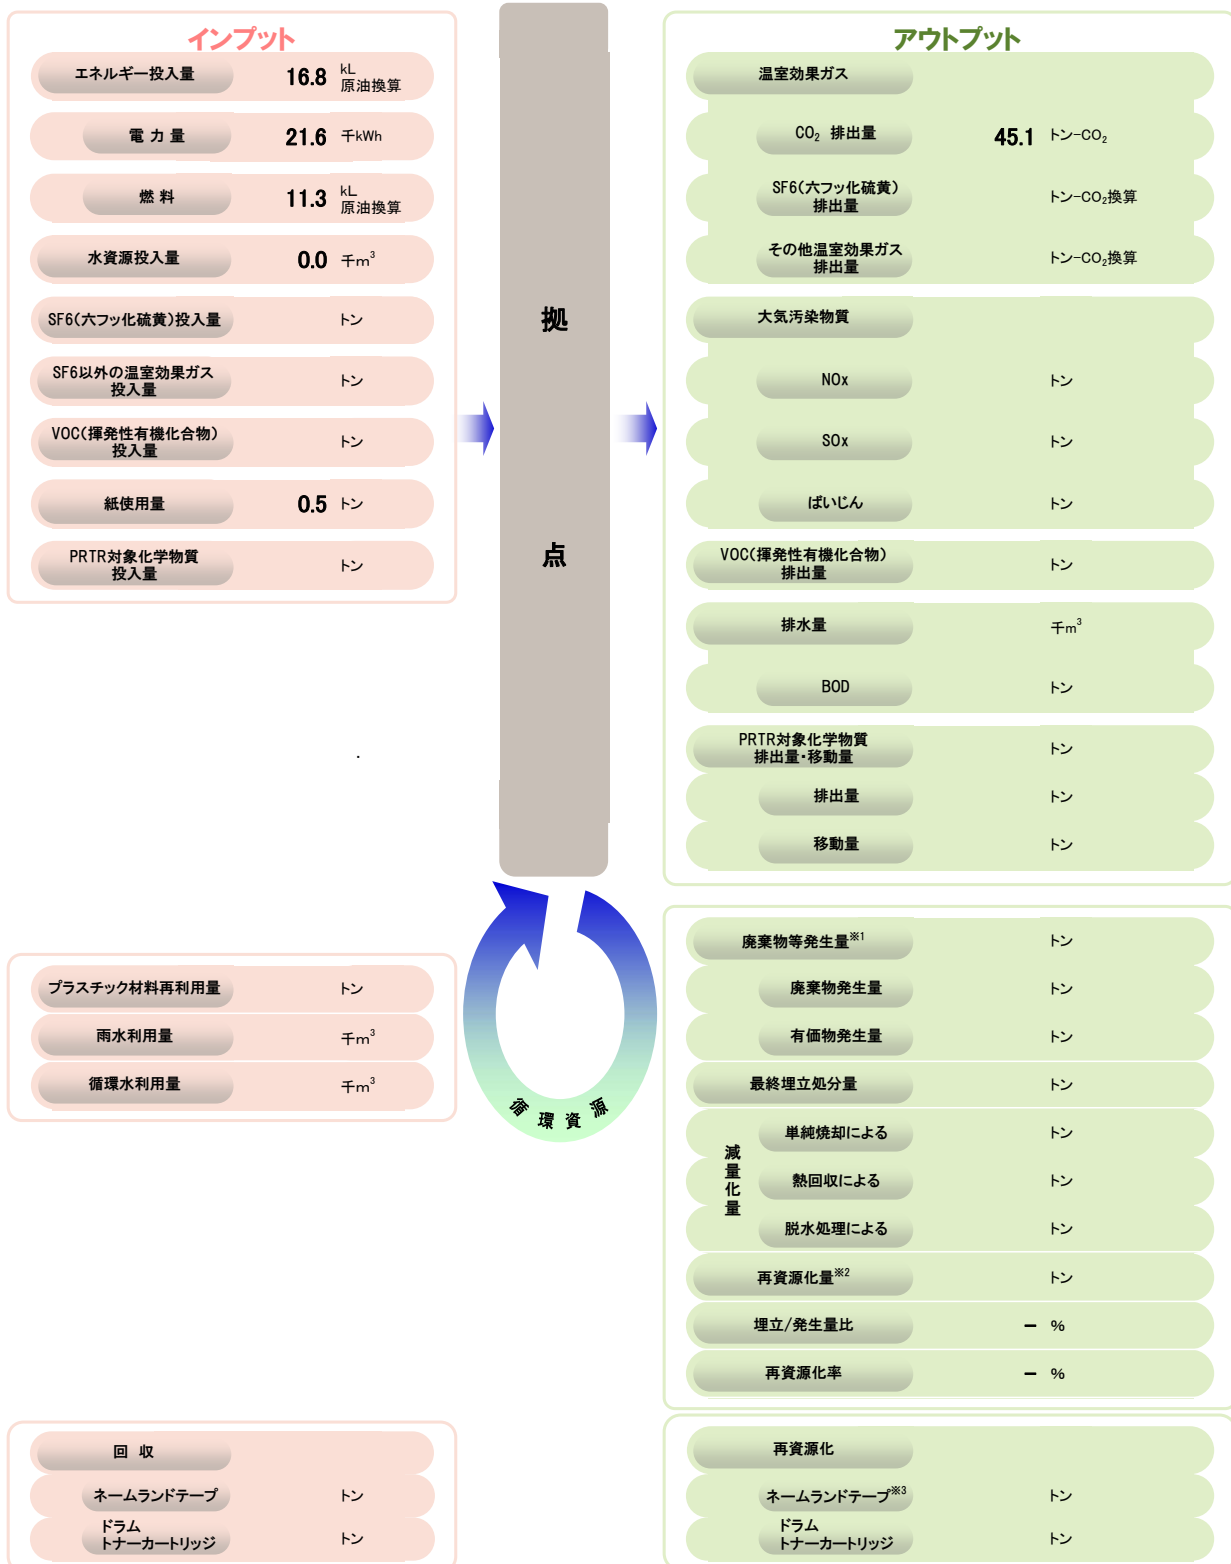 インプット
エネルギー投入量 16.8 kL 原油換算
電 力 量 21.6 千kWh
燃 料 11.3 kL 原油換算
水資源投入量 0.0 千m³
SF6(六フッ化硫黄)投入量 トン
SF6以外の温室効果ガス
投入量 トン
VOC(揮発性有機化合物)
投入量 トン
紙使用量 0.5 トン
PRTR対象化学物質
投入量 トン
拠
点
アウトプット
温室効果ガス
CO₂ 排出量 45.1 トン-CO₂
SF6(六フッ化硫黄)
排出量 トン-CO₂換算
その他温室効果ガス
排出量 トン-CO₂換算
大気汚染物質
NOx トン
SOx トン
ばいじん トン
VOC(揮発性有機化合物)
排出量 トン
排水量 千m³
BOD トン
PRTR対象化学物質
排出量・移動量 トン
排出量 トン
移動量 トン
プラスチック材料再利用量 トン
雨水利用量 千m³
循環水利用量 千m³
循環資源
廃棄物等発生量※1 トン
廃棄物発生量 トン
有価物発生量 トン
最終埋立処分量 トン
減量化量
単純焼却による トン
熱回収による トン
脱水処理による トン
再資源化量※2 トン
埋立/発生量比 － %
再資源化率 － %
回 収
ネームランドテープ トン
ドラム
トナーカートリッジ トン
再資源化
ネームランドテープ※3 トン
ドラム
トナーカートリッジ トン